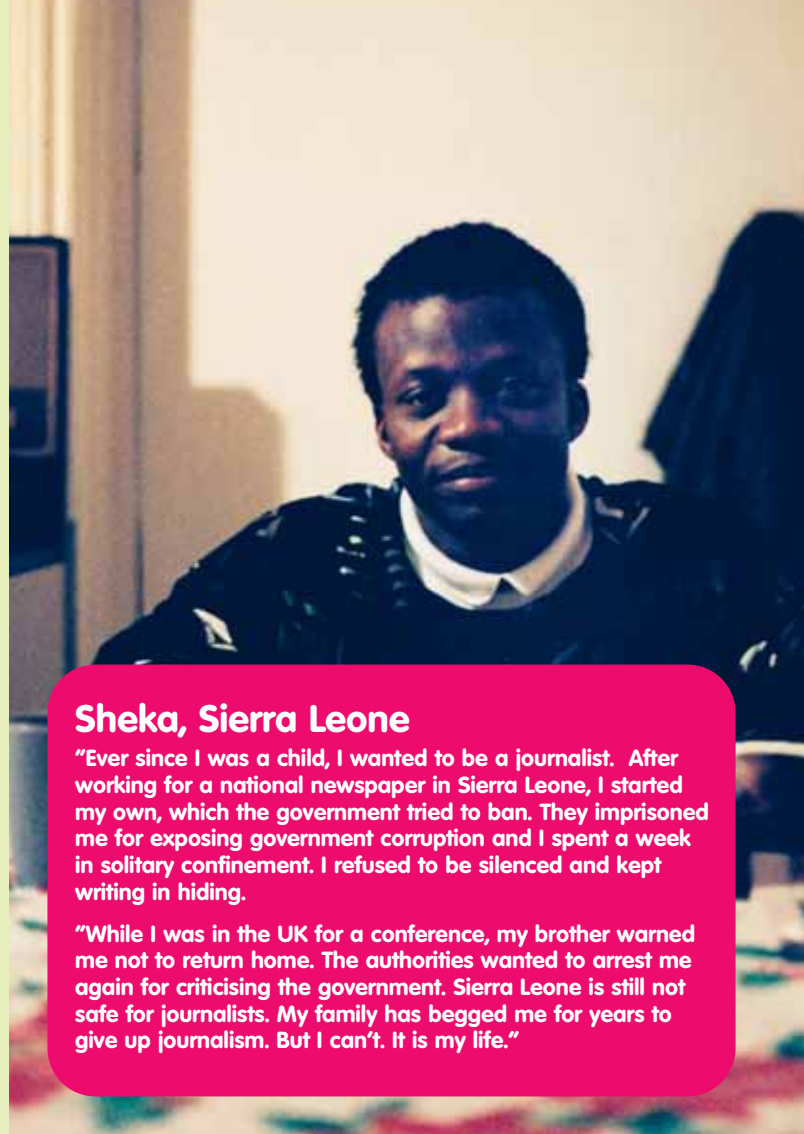 Sheka, Sierra Leone
"Ever since I was a child, I wanted to be a journalist.  After
working for a national newspaper in Sierra Leone, I started
my own, which the government tried to ban. They imprisoned
me for exposing government corruption and I spent a week
in solitary confinement. I refused to be silenced and kept
writing in hiding.
"While I was in the UK for a conference, my brother warned
me not to return home. The authorities wanted to arrest me
again for criticising the government. Sierra Leone is still not
safe for journalists. My family has begged me for years to
give up journalism. But I can't. It is my life."